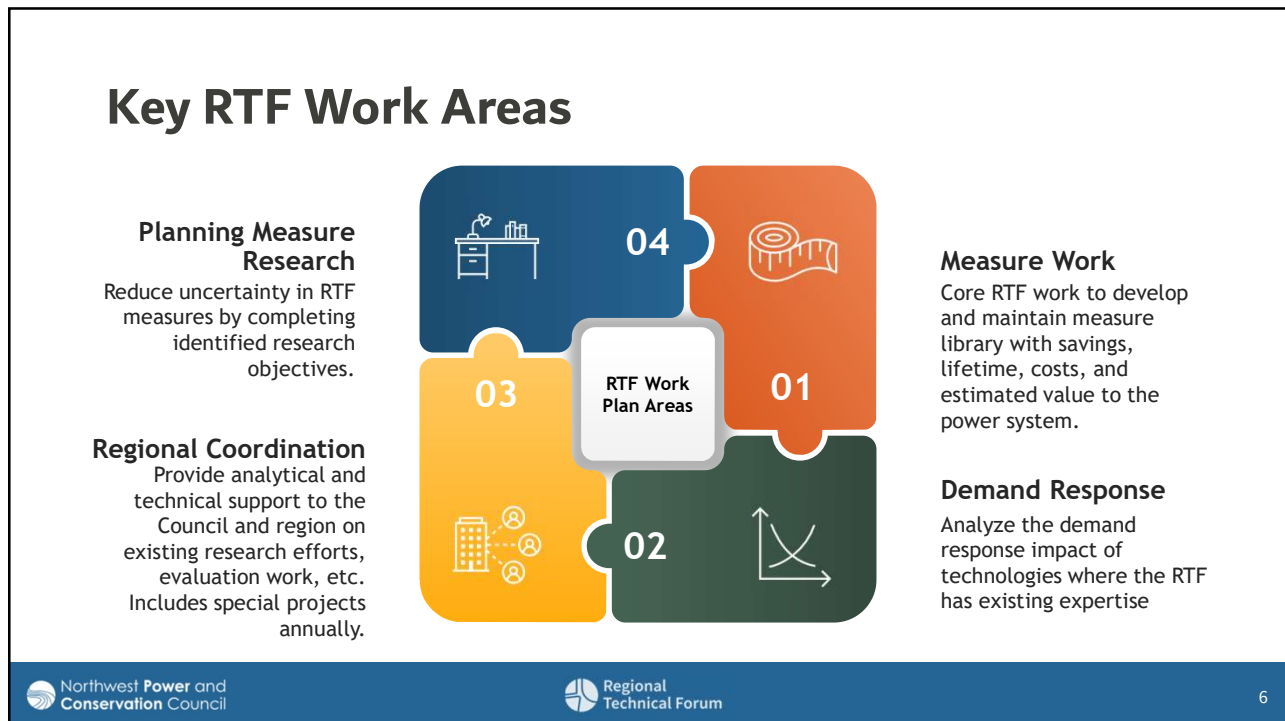 Key RTF Work Areas
Planning Measure
Research
Reduce uncertainty in RTF
measures by completing
identified research
objectives.
Regional Coordination
Provide analytical and
technical support to the
Council and region on
existing research efforts,
evaluation work, etc.
Includes special projects
annually.
04
03
RTF Work
Plan Areas
01
02
Measure Work
Core RTF work to develop
and maintain measure
library with savings,
lifetime, costs, and
estimated value to the
power system.
Demand Response
Analyze the demand
response impact of
technologies where the RTF
has existing expertise
Northwest Power and
Conservation Council
Regional
Technical Forum
6